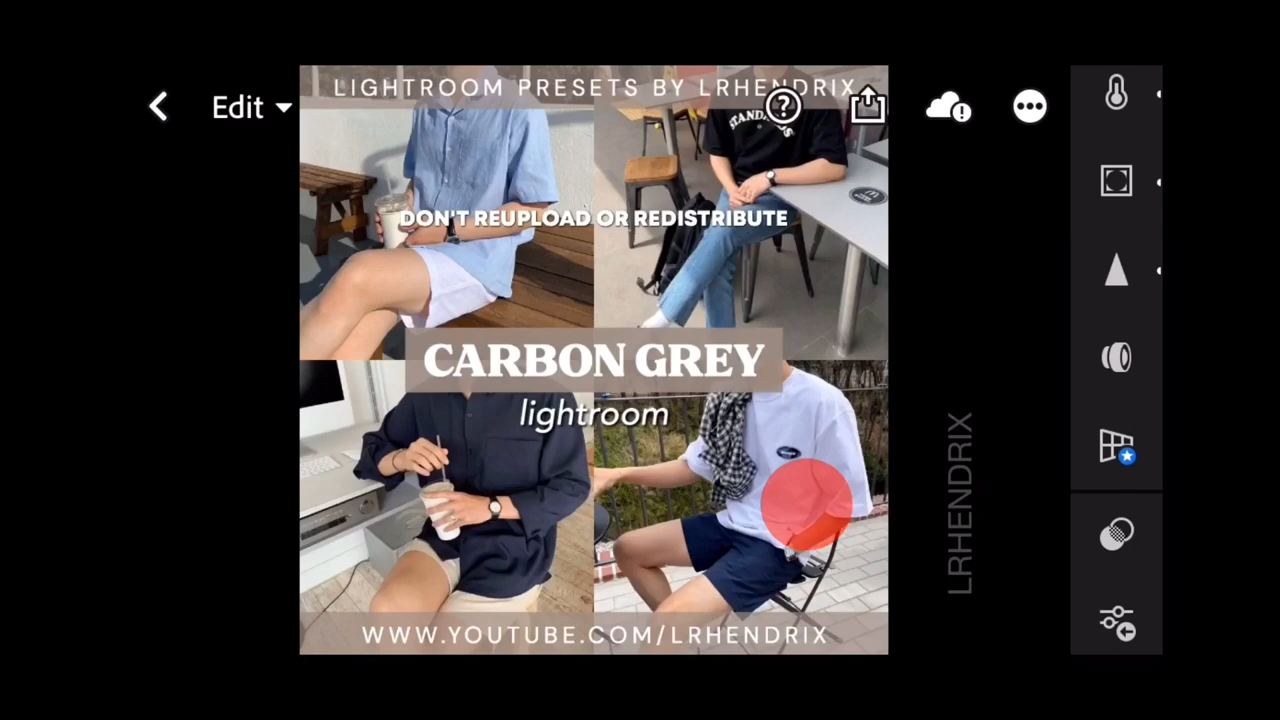 LIGHTROOM PRESETS BY LRHENDRIX
Edit
DON'T REUPLOAD OR REDISTRIBUTE
CARBON GREY
lightroom
LRHENDRIX
WWW.YOUTUBE.COM/LRHENDRIX